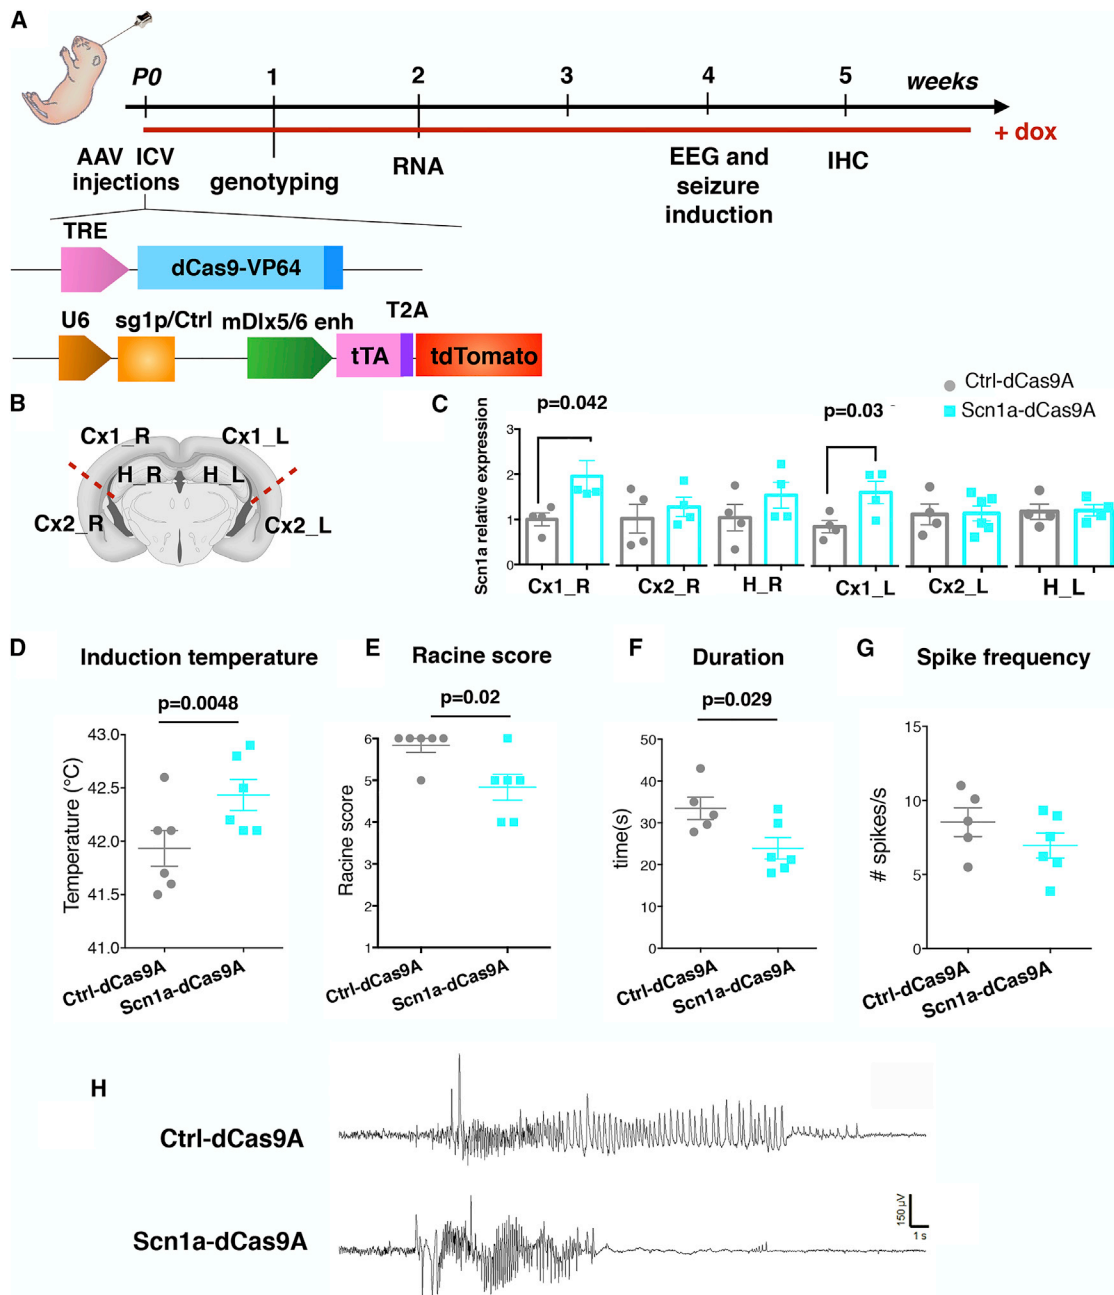 A
P0 1 2 3 4 5 weeks
+ dox
AAV ICV
injections
genotyping
RNA
EEG and
seizure
induction
IHC
TRE
dCas9-VP64
T2A
U6 sg1p/Ctrl mDlx5/6 enh
tTA tdTomato
B
Cx1_R Cx1_L
H_R H_L
Cx2_R Cx2_L
C
Ctrl-dCas9A
Scn1a-dCas9A
p=0.042
p=0.03
Scn1a relative expression
3
2
1
0
Cx1_R Cx2_R H_R Cx1_L Cx2_L H_L
D
Induction temperature
p=0.0048
Temperature (°C)
43.0
42.5
42.0
41.5
41.0
Ctrl-dCas9A
Scn1a-dCas9A
E
Racine score
p=0.02
Racine score
6
5
4
3
2
1
Ctrl-dCas9A
Scn1a-dCas9A
F
Duration
p=0.029
time(s)
50
40
30
20
10
0
Ctrl-dCas9A
Scn1a-dCas9A
G
Spike frequency
# spikes/s
15
10
5
0
Ctrl-dCas9A
Scn1a-dCas9A
H
Ctrl-dCas9A
Scn1a-dCas9A
150 µV
1 s